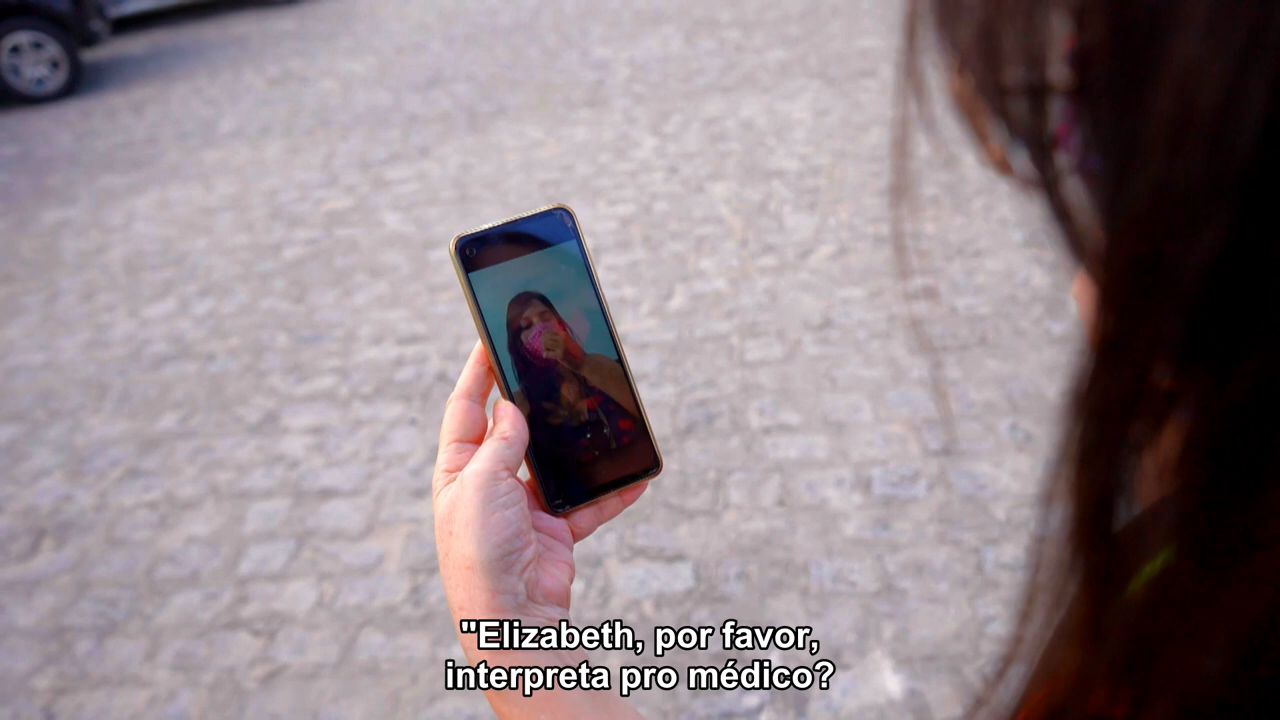 "Elizabeth, por favor,
interpreta pro médico?